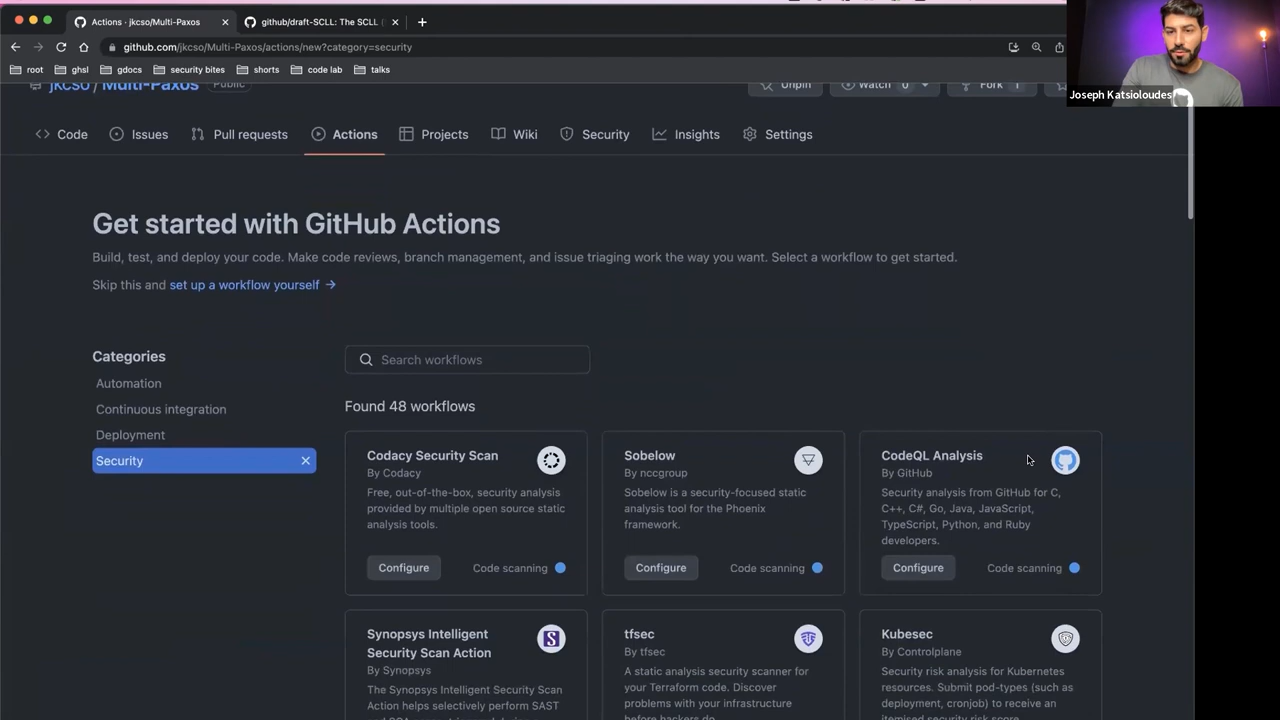 Actions · jkcso/Multi-Paxos
github/draft-SCLL: The SCLL
github.com/jkcso/Multi-Paxos/actions/new?category=security
root
ghsl
gdocs
security bites
shorts
code lab
talks
Joseph Katsioloudes
jkcso / Multi-Paxos
Public
Unpin
Watch 0
Fork 1
Code
Issues
Pull requests
Actions
Projects
Wiki
Security
Insights
Settings
Get started with GitHub Actions
Build, test, and deploy your code. Make code reviews, branch management, and issue triaging work the way you want. Select a workflow to get started.
Skip this and set up a workflow yourself →
Categories
Automation
Continuous integration
Deployment
Security
Search workflows
Found 48 workflows
Codacy Security Scan
By Codacy
Free, out-of-the-box, security analysis
provided by multiple open source static
analysis tools.
Configure
Code scanning
Sobelow
By nccgroup
Sobelow is a security-focused static
analysis tool for the Phoenix
framework.
Configure
Code scanning
CodeQL Analysis
By GitHub
Security analysis from GitHub for C,
C++, C#, Go, Java, JavaScript,
TypeScript, Python, and Ruby
developers.
Configure
Code scanning
Synopsys Intelligent
Security Scan Action
By Synopsys
The Synopsys Intelligent Security Scan
Action helps selectively perform SAST
tfsec
By tfsec
A static analysis security scanner for
your Terraform code. Discover
problems with your infrastructure
before hackers do.
Kubesec
By Controlplane
Security risk analysis for Kubernetes
resources. Submit pod-types (such as
deployment, cronjob) to receive an
itemised security risk score.